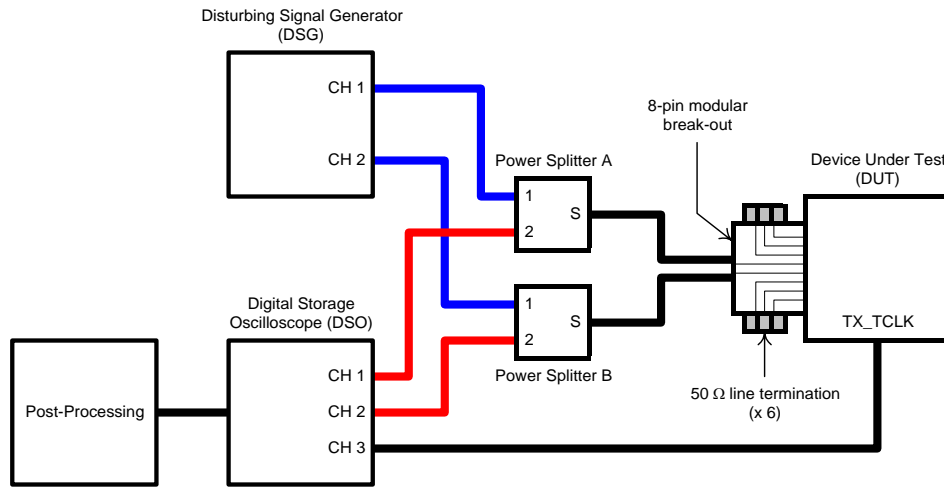 Disturbing Signal Generator
(DSG)
CH 1
CH 2
8-pin modular
break-out
Power Splitter A
1
2
S
Device Under Test
(DUT)
TX_TCLK
Digital Storage
Oscilloscope (DSO)
CH 1
CH 2
CH 3
1
2
S
Power Splitter B
50 Ω line termination
(x 6)
Post-Processing